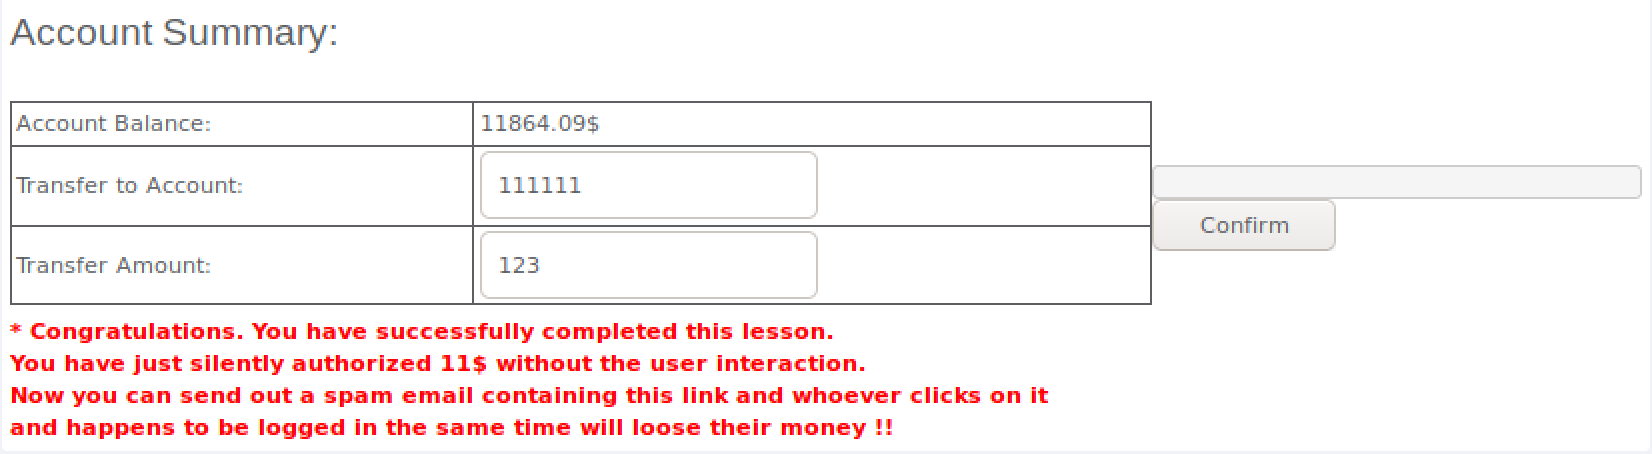 Account Summary:
Account Balance: 11864.09$
Transfer to Account: 111111
Confirm
Transfer Amount: 123
* Congratulations. You have successfully completed this lesson.
You have just silently authorized 11$ without the user interaction.
Now you can send out a spam email containing this link and whoever clicks on it
and happens to be logged in the same time will loose their money !!